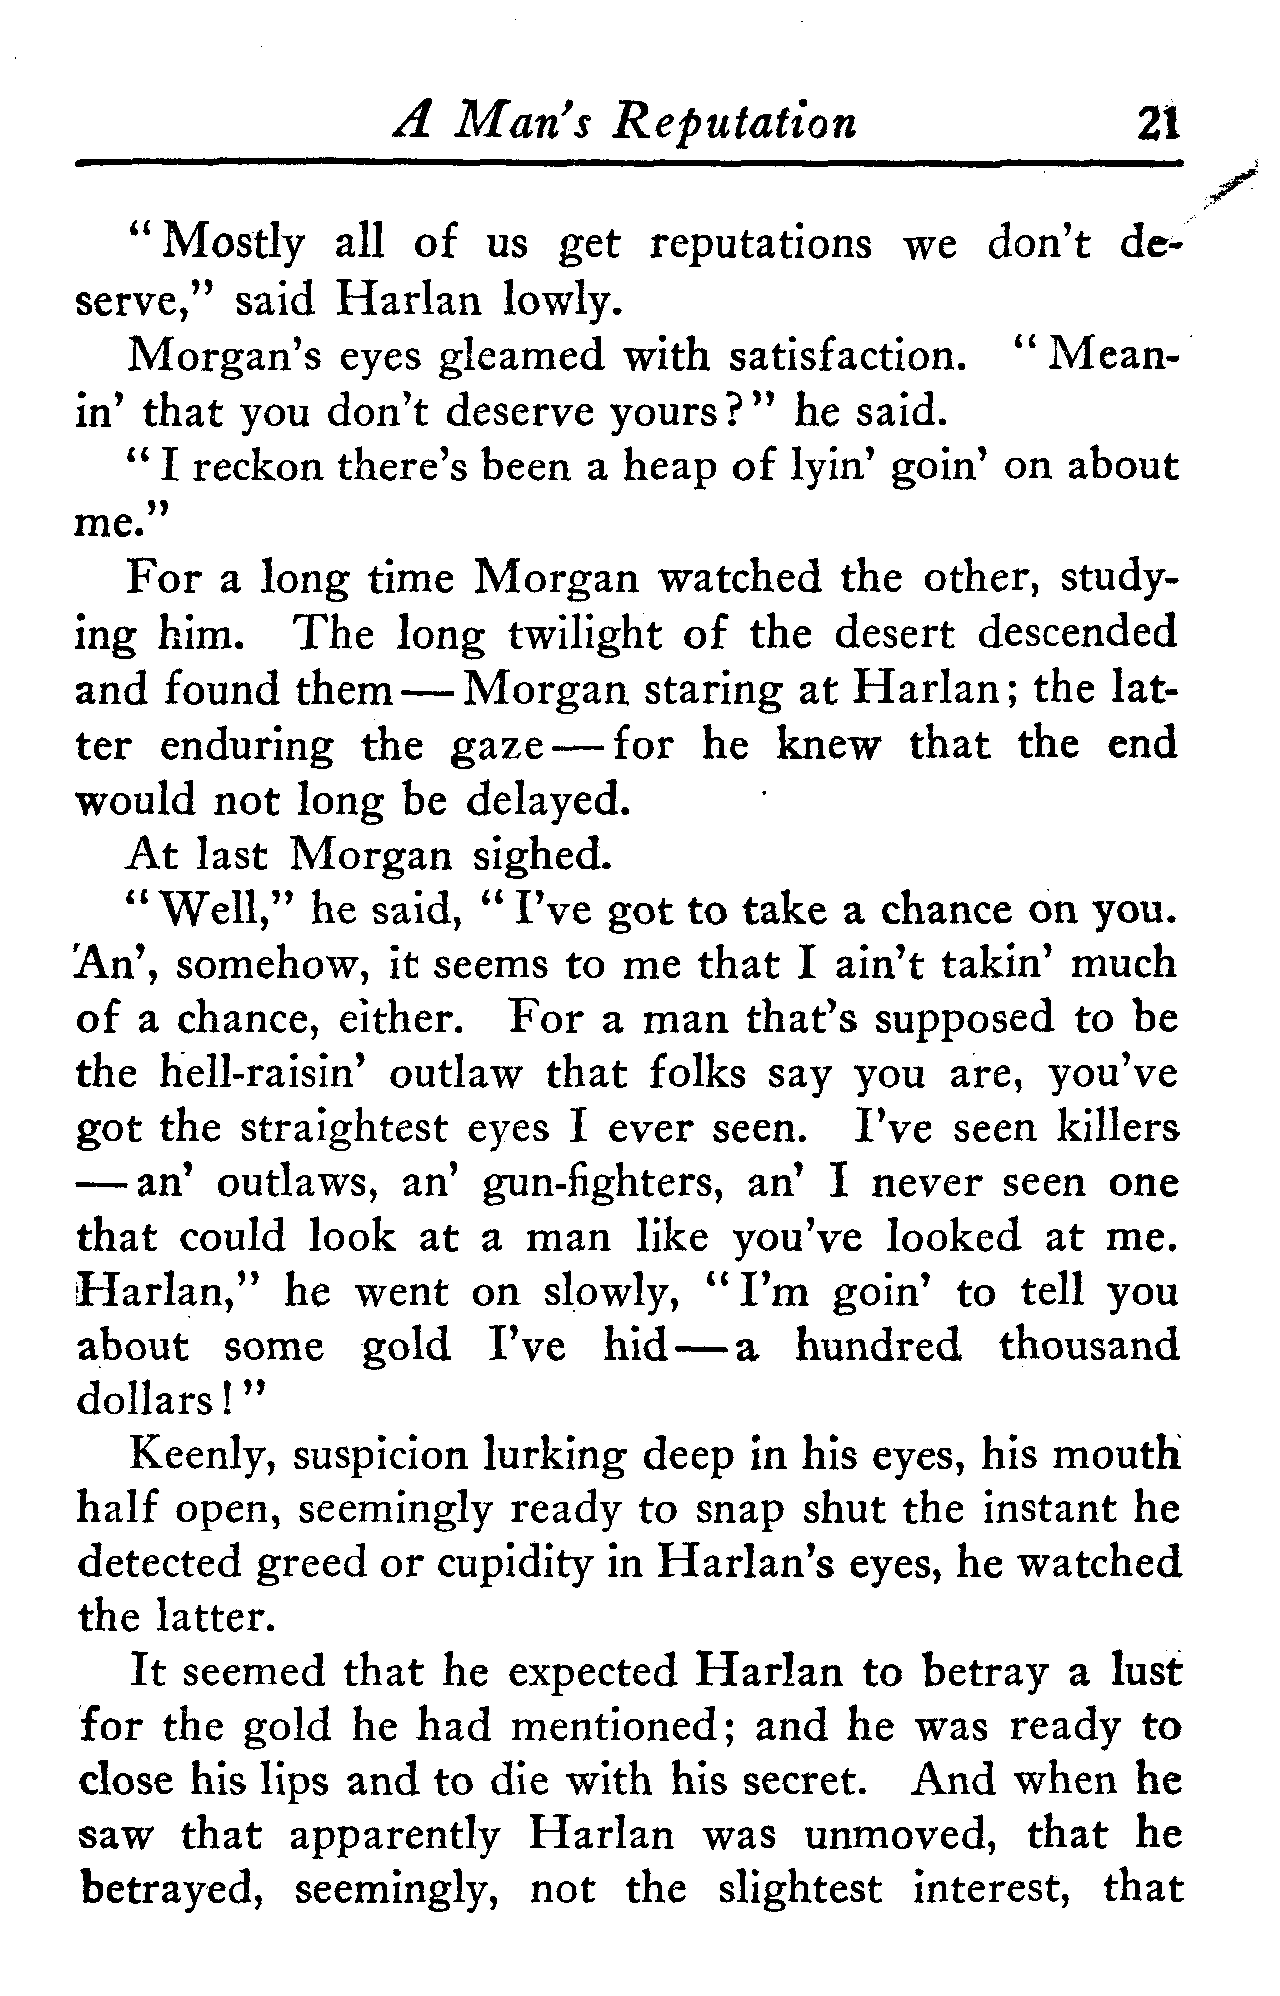 A Man's Reputation 21
"Mostly all of us get reputations we don't de-
serve," said Harlan lowly.
Morgan's eyes gleamed with satisfaction. "Mean-
in' that you don't deserve yours?" he said.
"I reckon there's been a heap of lyin' goin' on about
me."
For a long time Morgan watched the other, study-
ing him. The long twilight of the desert descended
and found them—Morgan staring at Harlan; the lat-
ter enduring the gaze—for he knew that the end
would not long be delayed.
At last Morgan sighed.
"Well," he said, "I've got to take a chance on you.
An', somehow, it seems to me that I ain't takin' much
of a chance, either. For a man that's supposed to be
the hell-raisin' outlaw that folks say you are, you've
got the straightest eyes I ever seen. I've seen killers
—an' outlaws, an' gun-fighters, an' I never seen one
that could look at a man like you've looked at me.
Harlan," he went on slowly, "I'm goin' to tell you
about some gold I've hid—a hundred thousand
dollars!"
Keenly, suspicion lurking deep in his eyes, his mouth
half open, seemingly ready to snap shut the instant he
detected greed or cupidity in Harlan's eyes, he watched
the latter.
It seemed that he expected Harlan to betray a lust
for the gold he had mentioned; and he was ready to
close his lips and to die with his secret. And when he
saw that apparently Harlan was unmoved, that he
betrayed, seemingly, not the slightest interest, that